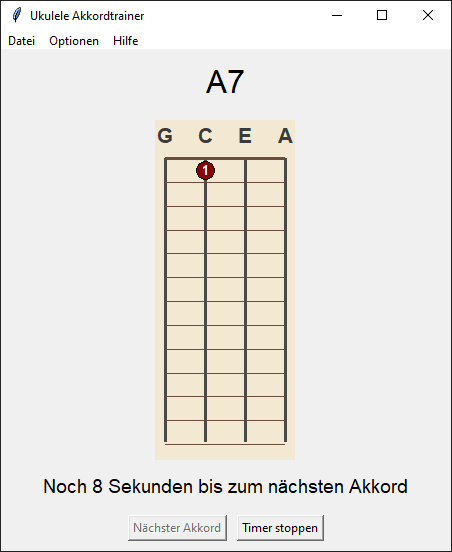 Ukulele Akkordtrainer
Datei Optionen Hilfe
A7
G C E A
1
Noch 8 Sekunden bis zum nächsten Akkord
Nächster Akkord Timer stoppen